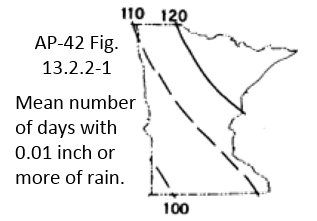 110 120
AP-42 Fig.
13.2.2-1
Mean number
of days with
0.01 inch or
more of rain.
100